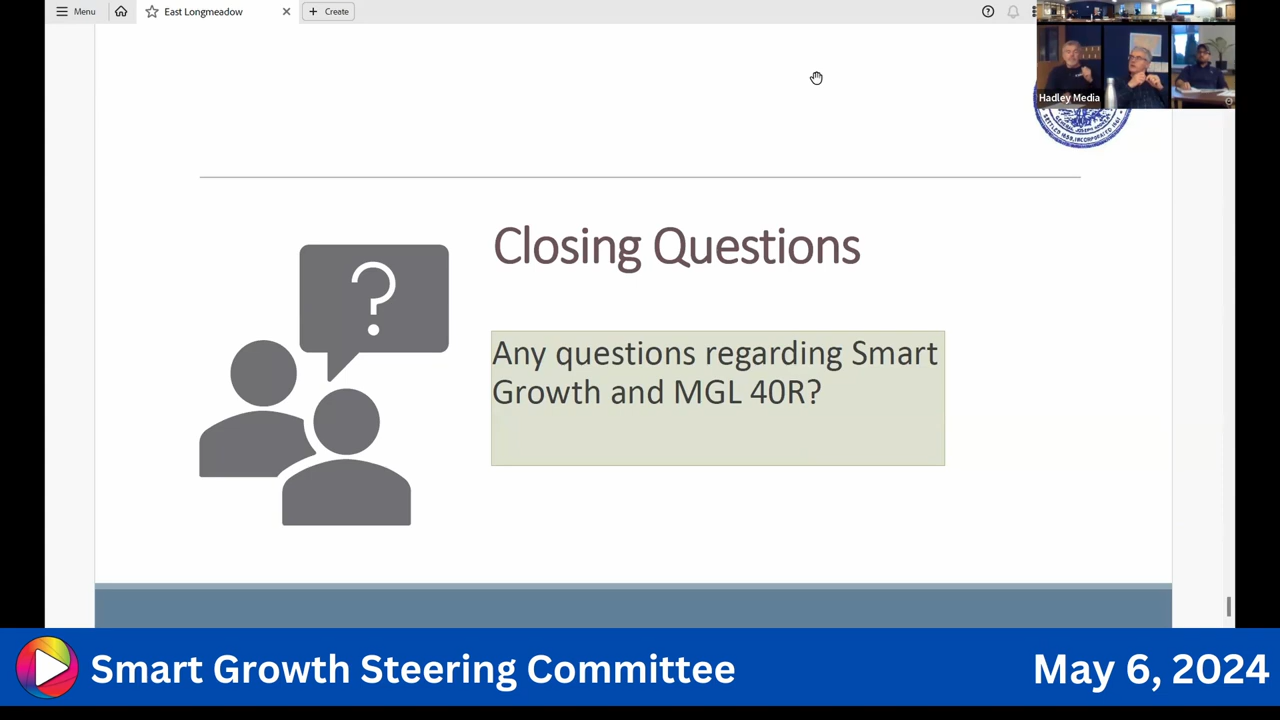 Menu
East Longmeadow
Create
Hadley Media
Closing Questions
?
Any questions regarding Smart
Growth and MGL 40R?
Smart Growth Steering Committee
May 6, 2024